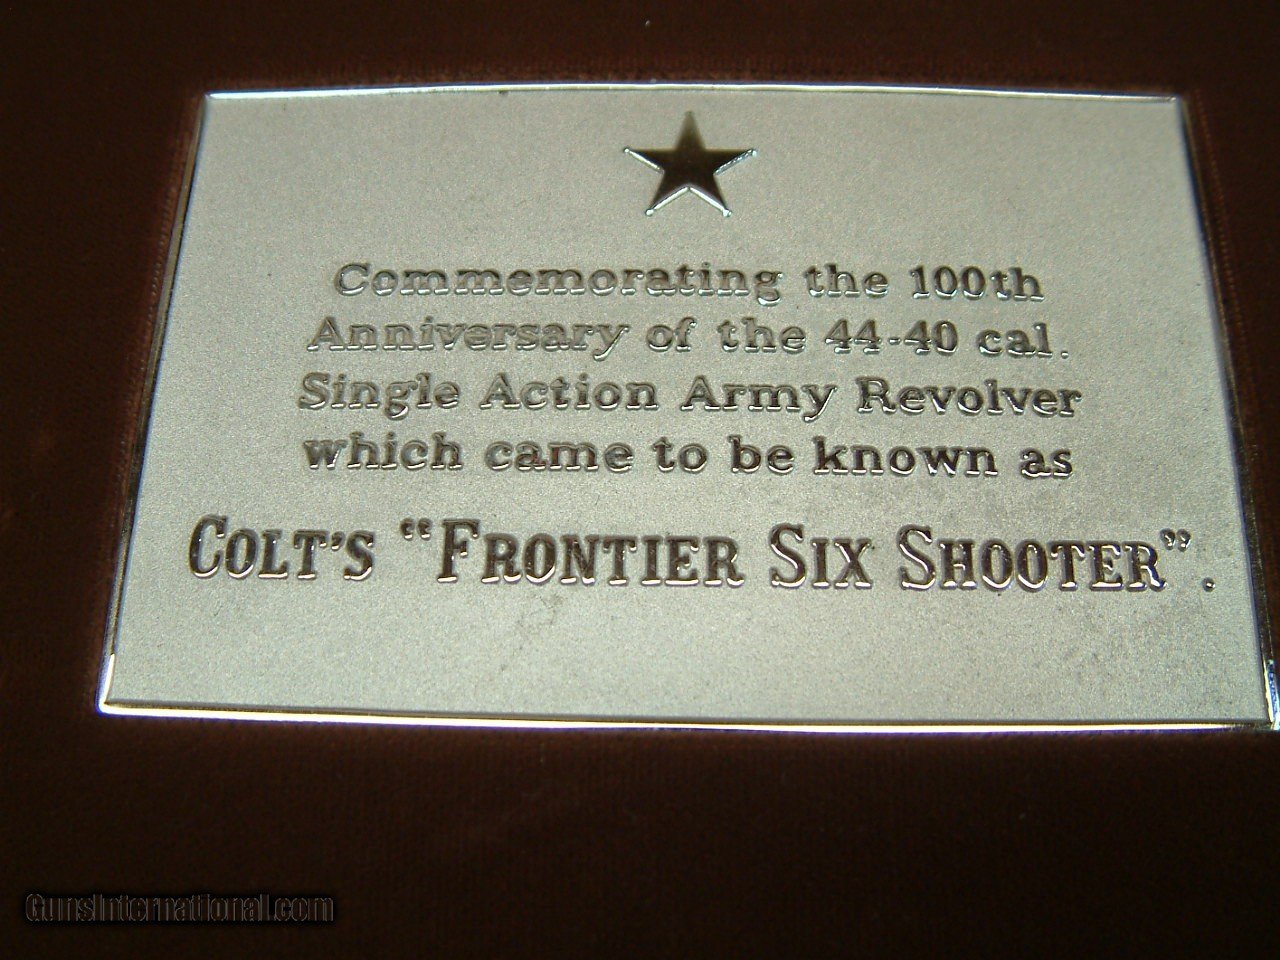 Commemorating the 100th
Anniversary of the 44-40 cal.
Single Action Army Revolver
which came to be known as
COLT'S “FRONTIER SIX SHOOTER”.
GunsInternational.com